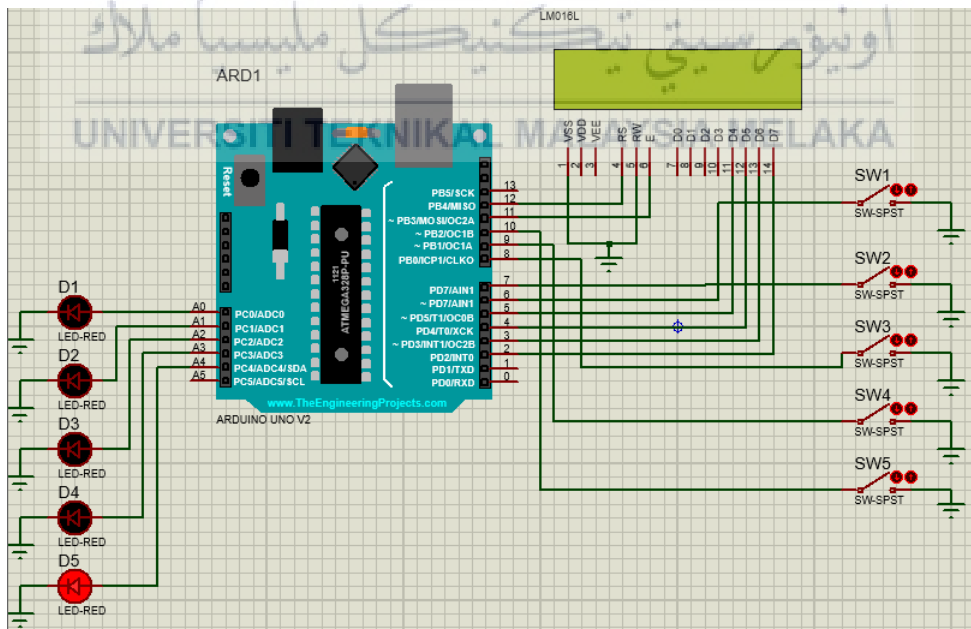 LM016L
اونيورسيتي تيكنيكل مليسيا ملاك
UNIVERSITI TEKNIKAL MALAYSIA MELAKA
ARD1
Reset
1121
ATMEGA328P-PU
PB5/SCK 13
PB4/MISO 12
~ PB3/MOSI/OC2A 11
~ PB2/OC1B 10
~ PB1/OC1A 9
PB0/ICP1/CLKO 8
PD7/AIN1 7
~ PD7/AIN1 6
~ PD5/T1/OC0B 5
PD4/T0/XCK 4
~ PD3/INT1/OC2B 3
PD2/INT0 2
PD1/TXD 1
PD0/RXD 0
A0 PC0/ADC0
A1 PC1/ADC1
A2 PC2/ADC2
A3 PC3/ADC3
A4 PC4/ADC4/SDA
A5 PC5/ADC5/SCL
www.TheEngineeringProjects.com
ARDUINO UNO V2
VSS VDD VEE RS RW E D0 D1 D2 D3 D4 D5 D6 D7
1 2 3 4 5 6 7 8 9 10 11 12 13 14
D1
LED-RED
D2
LED-RED
D3
LED-RED
D4
LED-RED
D5
LED-RED
SW1
SW-SPST
SW2
SW-SPST
SW3
SW-SPST
SW4
SW-SPST
SW5
SW-SPST